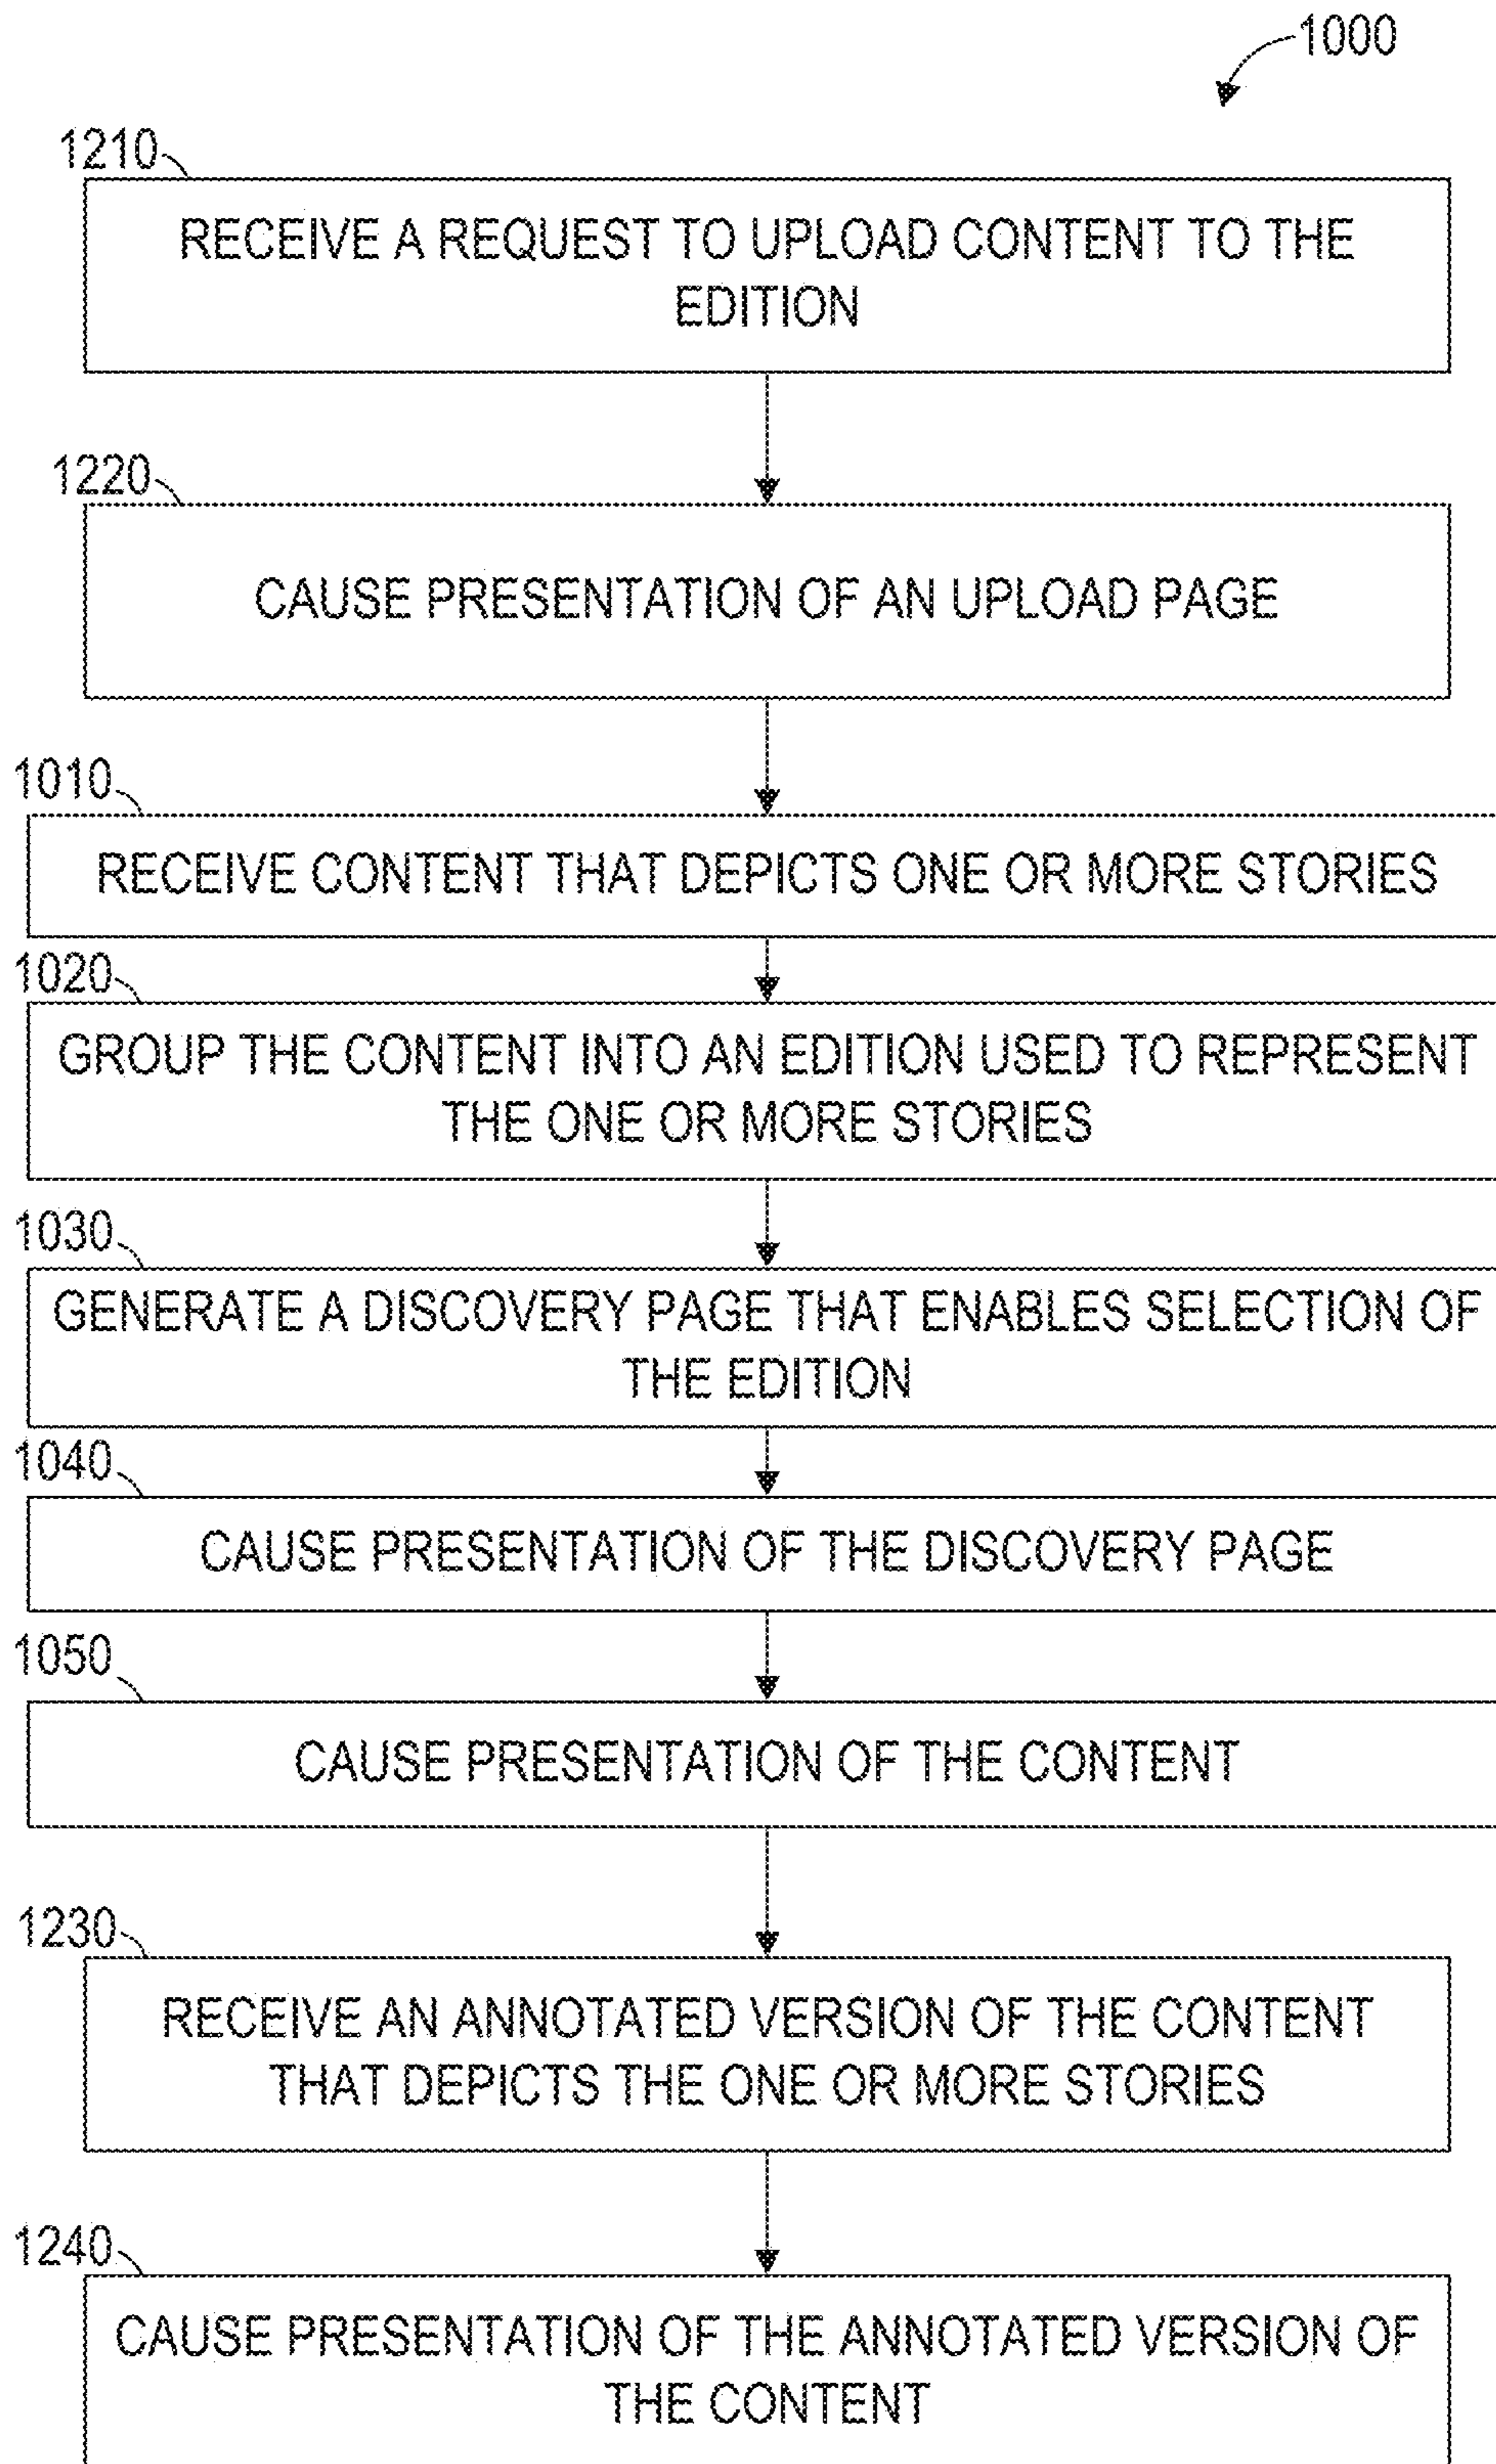 1000
1210
RECEIVE A REQUEST TO UPLOAD CONTENT TO THE
EDITION
1220
CAUSE PRESENTATION OF AN UPLOAD PAGE
1010
RECEIVE CONTENT THAT DEPICTS ONE OR MORE STORIES
1020
GROUP THE CONTENT INTO AN EDITION USED TO REPRESENT
THE ONE OR MORE STORIES
1030
GENERATE A DISCOVERY PAGE THAT ENABLES SELECTION OF
THE EDITION
1040
CAUSE PRESENTATION OF THE DISCOVERY PAGE
1050
CAUSE PRESENTATION OF THE CONTENT
1230
RECEIVE AN ANNOTATED VERSION OF THE CONTENT
THAT DEPICTS THE ONE OR MORE STORIES
1240
CAUSE PRESENTATION OF THE ANNOTATED VERSION OF
THE CONTENT